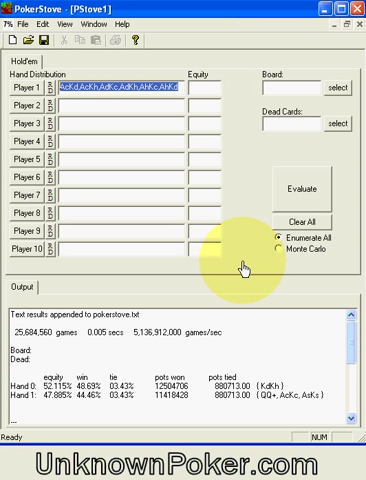 PokerStove - [PStove1]
File Edit View Window Help
Hold'em
Hand Distribution Equity Board:
Player 1 AcKd,AcKh,AdKc,AdKh,AhKc,AhKd select
Player 2
Dead Cards:
Player 3 select
Player 4
Player 5
Player 6
Player 7 Evaluate
Player 8
Clear All
Player 9 Enumerate All
Player 10 Monte Carlo
Output
Text results appended to pokerstove.txt
25,684,560 games 0.005 secs 5,136,912,000 games/sec
Board:
Dead:
equity win tie pots won pots tied
Hand 0: 52.115% 48.69% 03.43% 12504706 880713.00 { KdKh }
Hand 1: 47.885% 44.46% 03.43% 11418428 880713.00 { QQ+, AcKc, AsKs }
...
Ready NUM
UnknownPoker.com